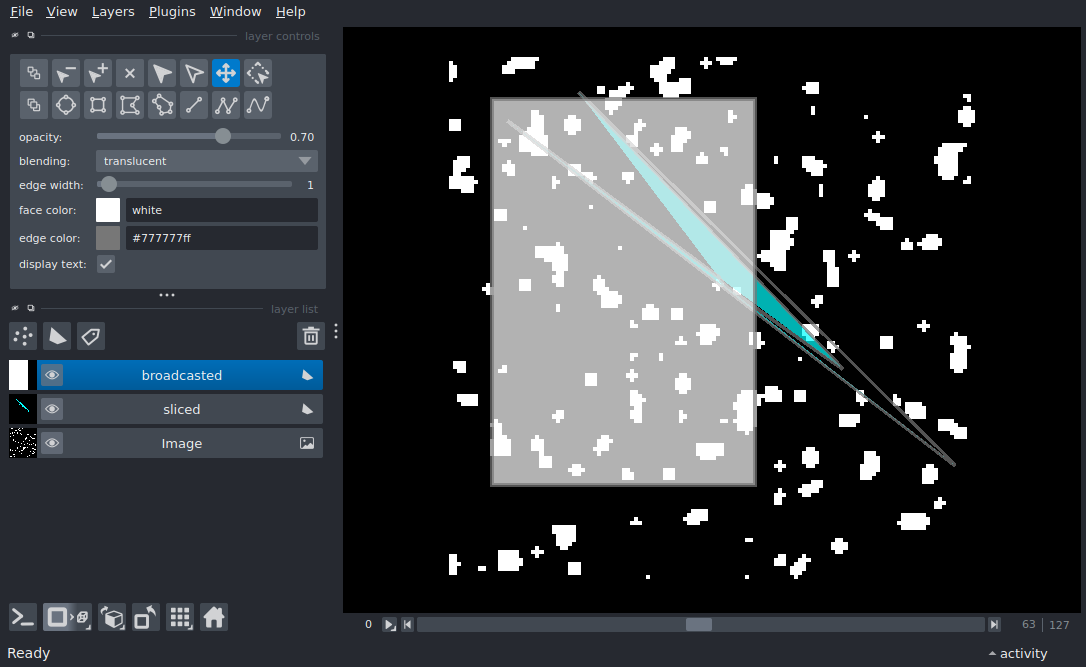 File View Layers Plugins Window Help
layer controls
opacity: 0.70
blending: translucent
edge width: 1
face color: white
edge color: #777777ff
display text:
layer list
broadcasted
sliced
Image
0 63 127
Ready activity